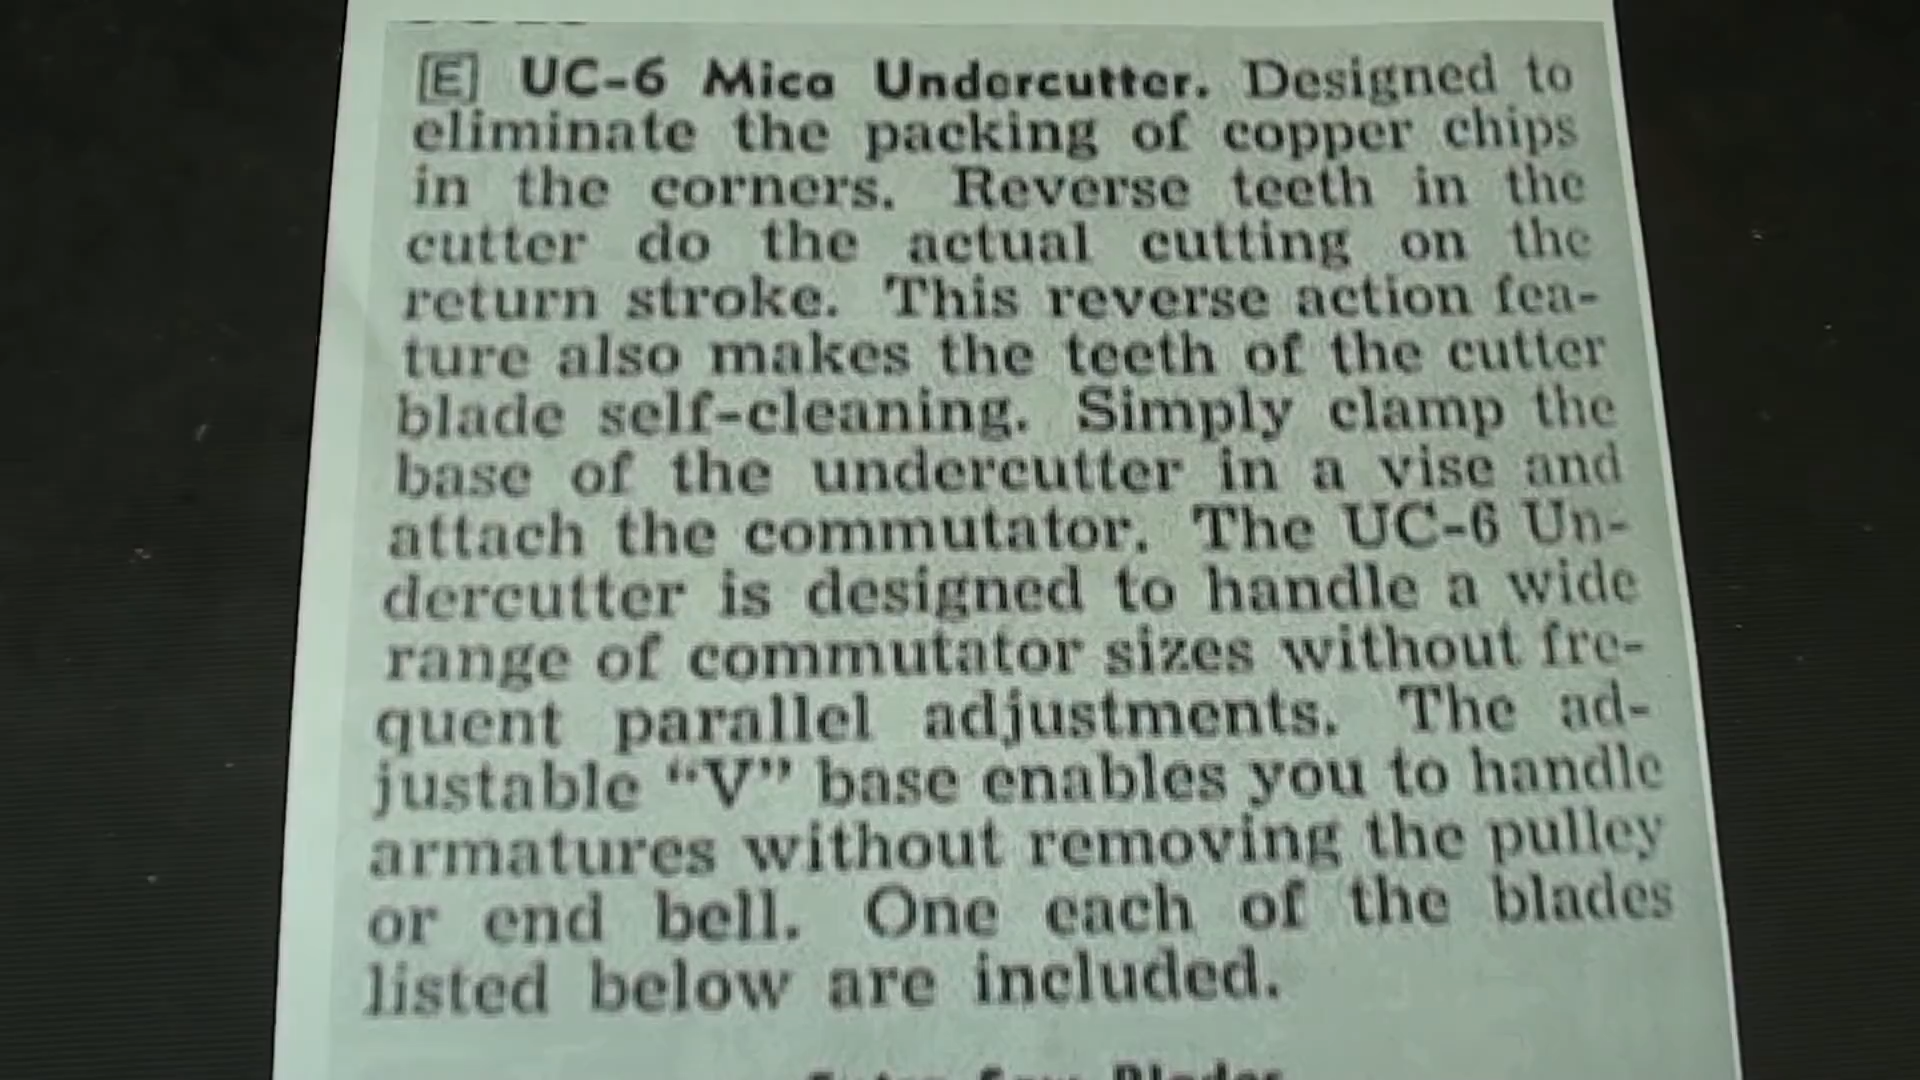 [E] UC-6 Mica Undercutter. Designed to
eliminate the packing of copper chips
in the corners. Reverse teeth in the
cutter do the actual cutting on the
return stroke. This reverse action fea-
ture also makes the teeth of the cutter
blade self-cleaning. Simply clamp the
base of the undercutter in a vise and
attach the commutator. The UC-6 Un-
dercutter is designed to handle a wide
range of commutator sizes without fre-
quent parallel adjustments. The ad-
justable “V” base enables you to handle
armatures without removing the pulley
or end bell. One each of the blades
listed below are included.
Saw Blades